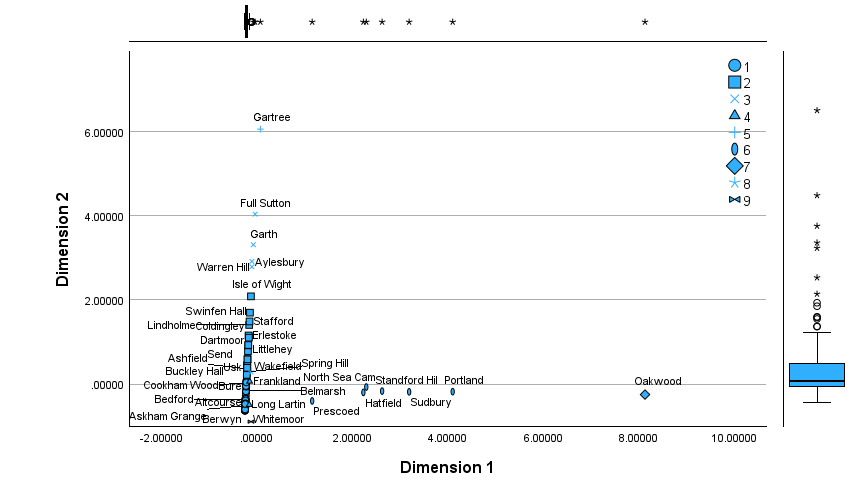 1
2
3
4
5
6
7
8
9
Gartree
6.00000
Full Sutton
4.00000
Garth
Aylesbury
Warren Hill
Isle of Wight
2.00000
Swinfen Hall
Stafford
Lindholme
Coldingley
Erlestoke
Dartmoor
Littlehey
Send
Ashfield
Spring Hill
Usk
Wakefield
Buckley Hall
North Sea Cam
Standford Hil
Portland
Oakwood
.00000
Cookham Wood
Bure
Frankland
Belmarsh
Bedford
Altcourse
Long Lartin
Hatfield
Sudbury
Prescoed
Askham Grange
Berwyn
Whitemoor
-2.00000
.00000
2.00000
4.00000
6.00000
8.00000
10.00000
Dimension 1
Dimension 2